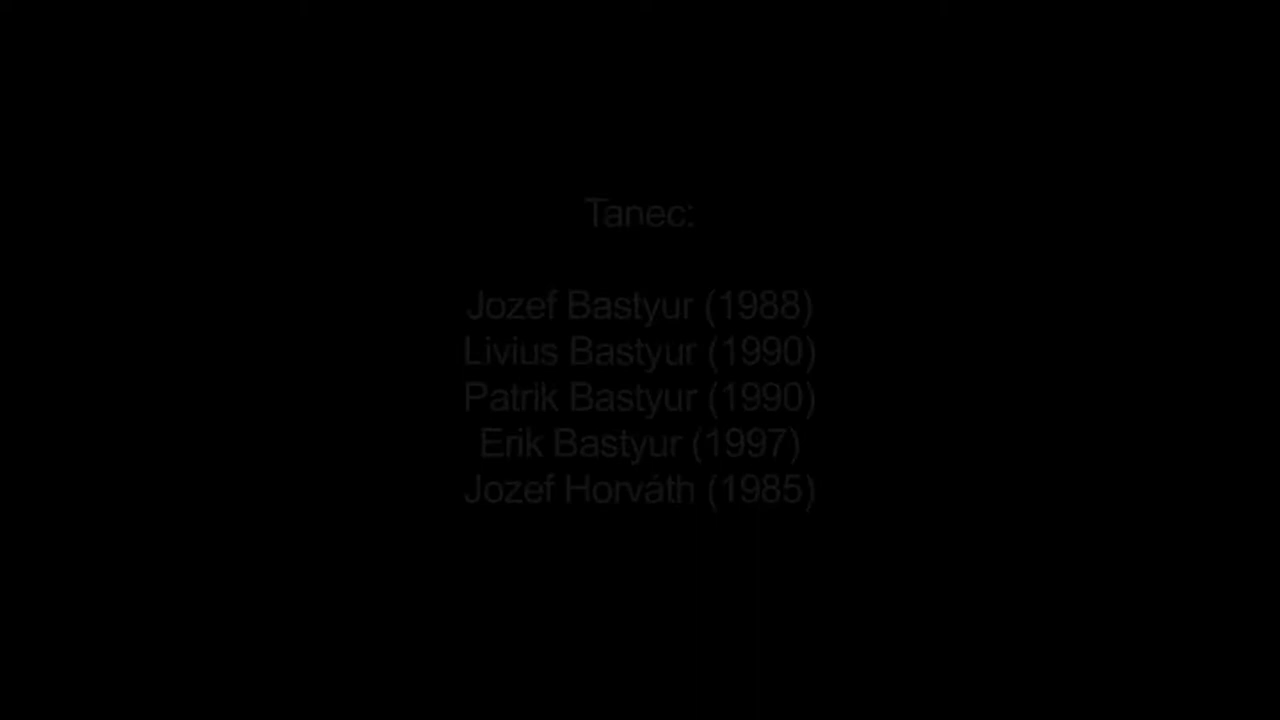 Tanec:
Jozef Bastyur (1988)
Livius Bastyur (1990)
Patrik Bastyur (1990)
Erik Bastyur (1997)
Jozef Horváth (1985)